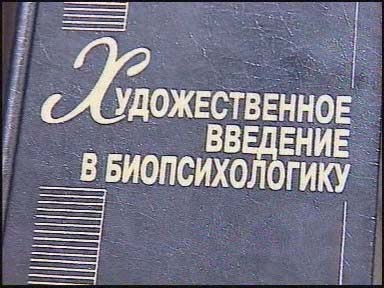 Художественное
введение
в биопсихологику